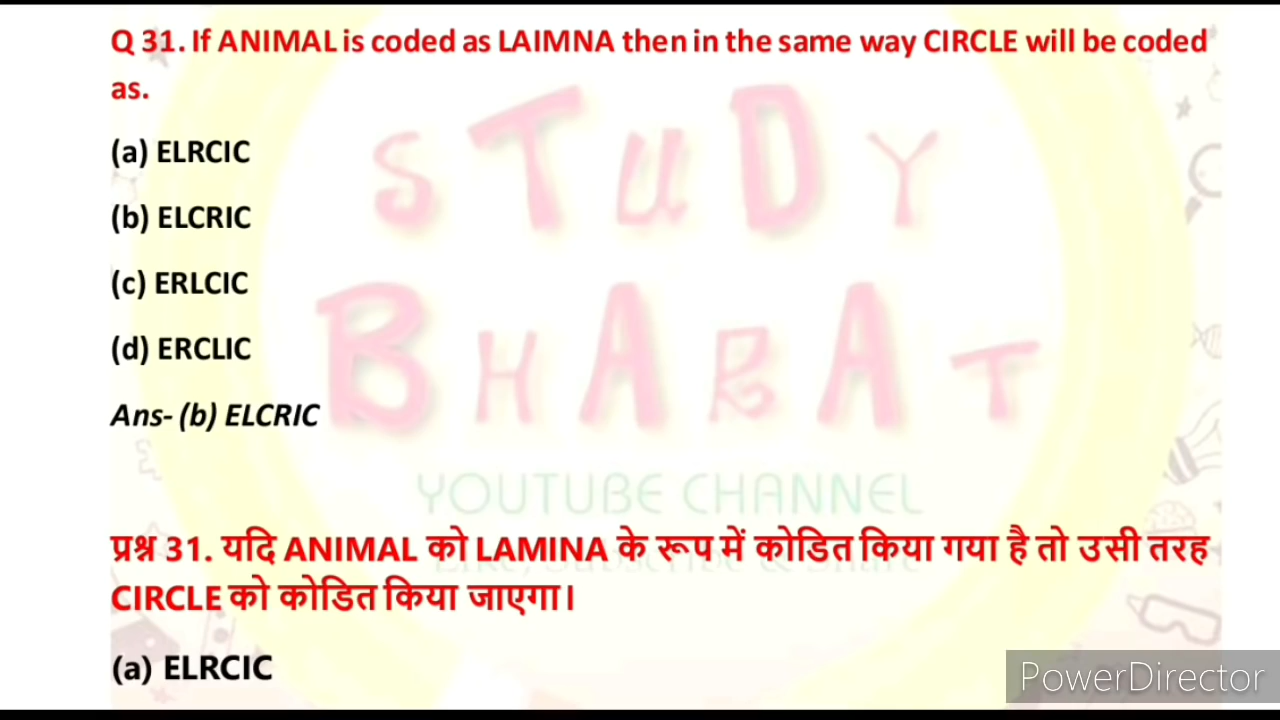 Q 31. If ANIMAL is coded as LAIMNA then in the same way CIRCLE will be coded
as.
(a) ELRCIC
(b) ELCRIC
(c) ERLCIC
(d) ERCLIC
Ans- (b) ELCRIC
STUDY
BHARAT
YOUTUBE CHANNEL
प्रश्न 31. यदि ANIMAL को LAMINA के रूप में कोडित किया गया है तो उसी तरह
CIRCLE को कोडित किया जाएगा।
(a) ELRCIC
PowerDirector